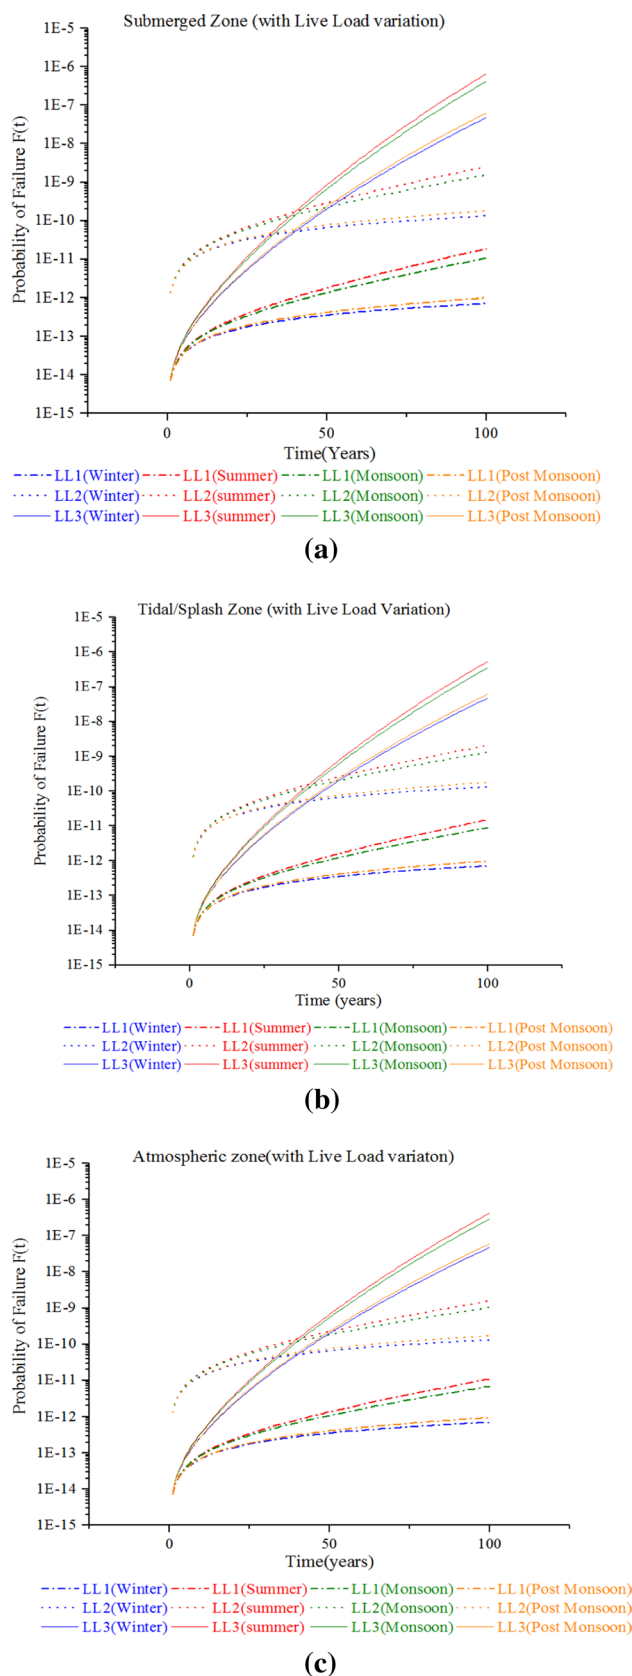 Submerged Zone (with Live Load variation)
1E-5
1E-6
1E-7
1E-8
1E-9
1E-10
1E-11
1E-12
1E-13
1E-14
1E-15
Probability of Failure F(t)
0 50 100
Time(Years)
LL1(Winter) LL1(Summer) LL1(Monsoon) LL1(Post Monsoon)
LL2(Winter) LL2(summer) LL2(Monsoon) LL2(Post Monsoon)
LL3(Winter) LL3(summer) LL3(Monsoon) LL3(Post Monsoon)
(a)
Tidal/Splash Zone (with Live Load Variation)
1E-5
1E-6
1E-7
1E-8
1E-9
1E-10
1E-11
1E-12
1E-13
1E-14
1E-15
Probability of Failure F(t)
0 50 100
Time (years)
LL1(Winter) LL1(Summer) LL1(Monsoon) LL1(Post Monsoon)
LL2(Winter) LL2(summer) LL2(Monsoon) LL2(Post Monsoon)
LL3(Winter) LL3(summer) LL3(Monsoon) LL3(Post Monsoon)
(b)
Atmospheric zone(with Live Load variaton)
1E-5
1E-6
1E-7
1E-8
1E-9
1E-10
1E-11
1E-12
1E-13
1E-14
1E-15
Probability of Failure F(t)
0 50 100
Time(years)
LL1(Winter) LL1(Summer) LL1(Monsoon) LL1(Post Monsoon)
LL2(Winter) LL2(summer) LL2(Monsoon) LL2(Post Monsoon)
LL3(Winter) LL3(summer) LL3(Monsoon) LL3(Post Monsoon)
(c)